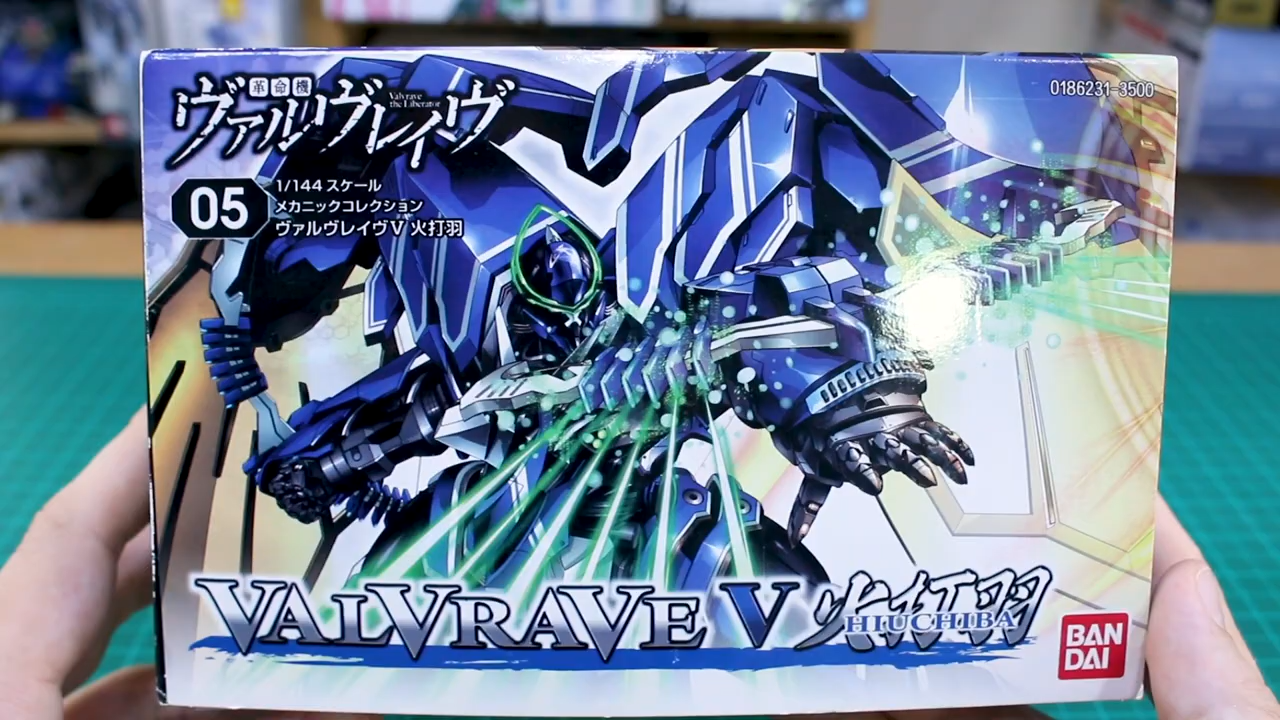 革命機
ヴァルヴレイヴ
Valvrave
the Liberator
0186231-3500
05
1/144 スケール
メカニックコレクション
ヴァルヴレイヴV 火打羽
VALVRAVE V 火打羽
HIUCHIBA
BAN
DAI